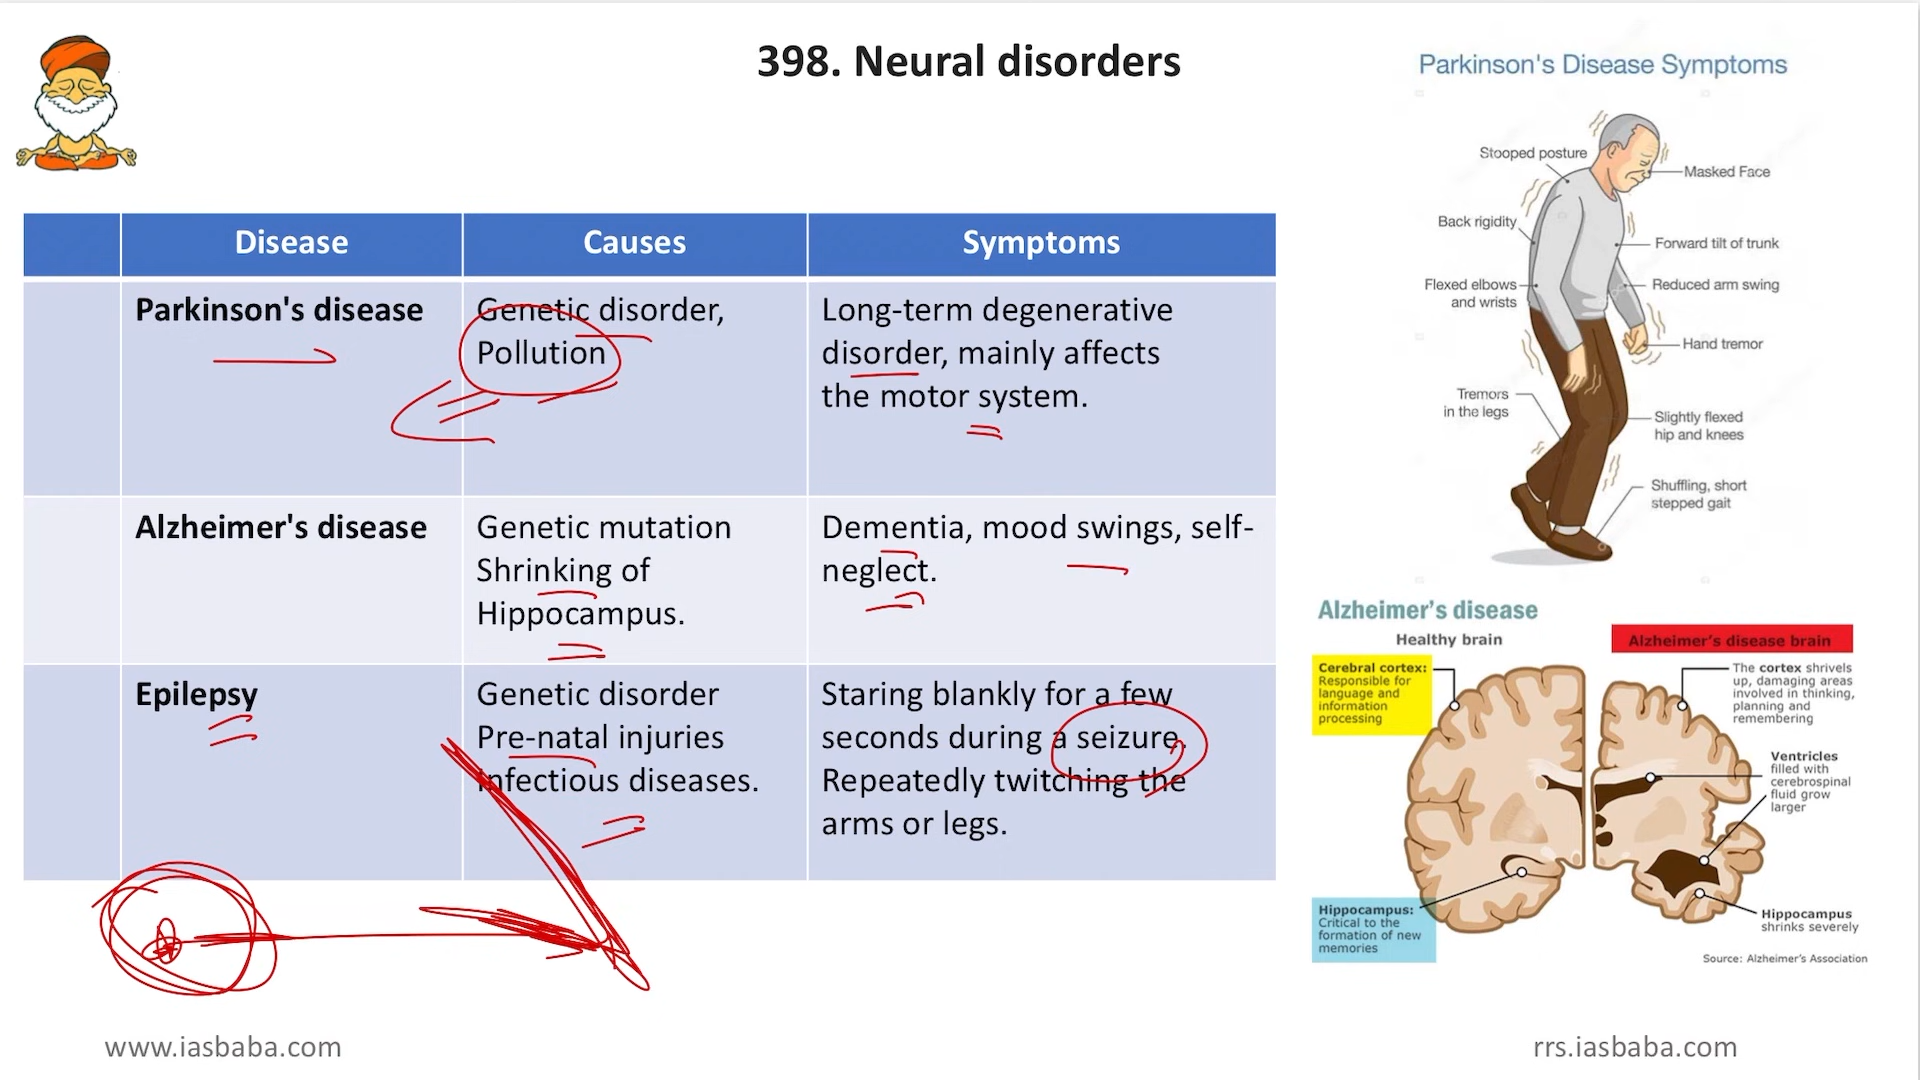 398. Neural disorders
Disease Causes Symptoms
Parkinson's disease
Genetic disorder,
Pollution
Long-term degenerative
disorder, mainly affects
the motor system.
Alzheimer's disease
Genetic mutation
Shrinking of
Hippocampus.
Dementia, mood swings, self-
neglect.
Epilepsy
Genetic disorder
Pre-natal injuries
Infectious diseases.
Staring blankly for a few
seconds during a seizure.
Repeatedly twitching the
arms or legs.
Parkinson's Disease Symptoms
Stooped posture
Masked Face
Back rigidity
Forward tilt of trunk
Flexed elbows
and wrists
Reduced arm swing
Hand tremor
Tremors
in the legs
Slightly flexed
hip and knees
Shuffling, short
stepped gait
Alzheimer's disease
Healthy brain
Alzheimer's disease brain
Cerebral cortex:
Responsible for
language and
information
processing
The cortex shrivels
up, damaging areas
involved in thinking,
planning and
remembering
Ventricles
filled with
cerebrospinal
fluid grow
larger
Hippocampus:
Critical to the
formation of new
memories
Hippocampus
shrinks severely
Source: Alzheimer's Association
www.iasbaba.com
rrs.iasbaba.com